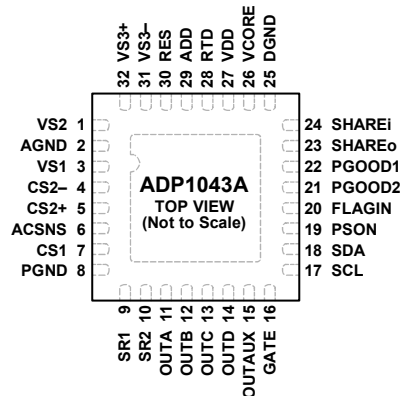 32 VS3+
31 VS3–
30 RES
29 ADD
28 RTD
27 VDD
26 VCORE
25 DGND
VS2 1
AGND 2
VS1 3
CS2– 4
CS2+ 5
ACSNS 6
CS1 7
PGND 8
ADP1043A
TOP VIEW
(Not to Scale)
24 SHAREi
23 SHAREo
22 PGOOD1
21 PGOOD2
20 FLAGIN
19 PSON
18 SDA
17 SCL
SR1 9
SR2 10
OUTA 11
OUTB 12
OUTC 13
OUTD 14
OUTAUX 15
GATE 16